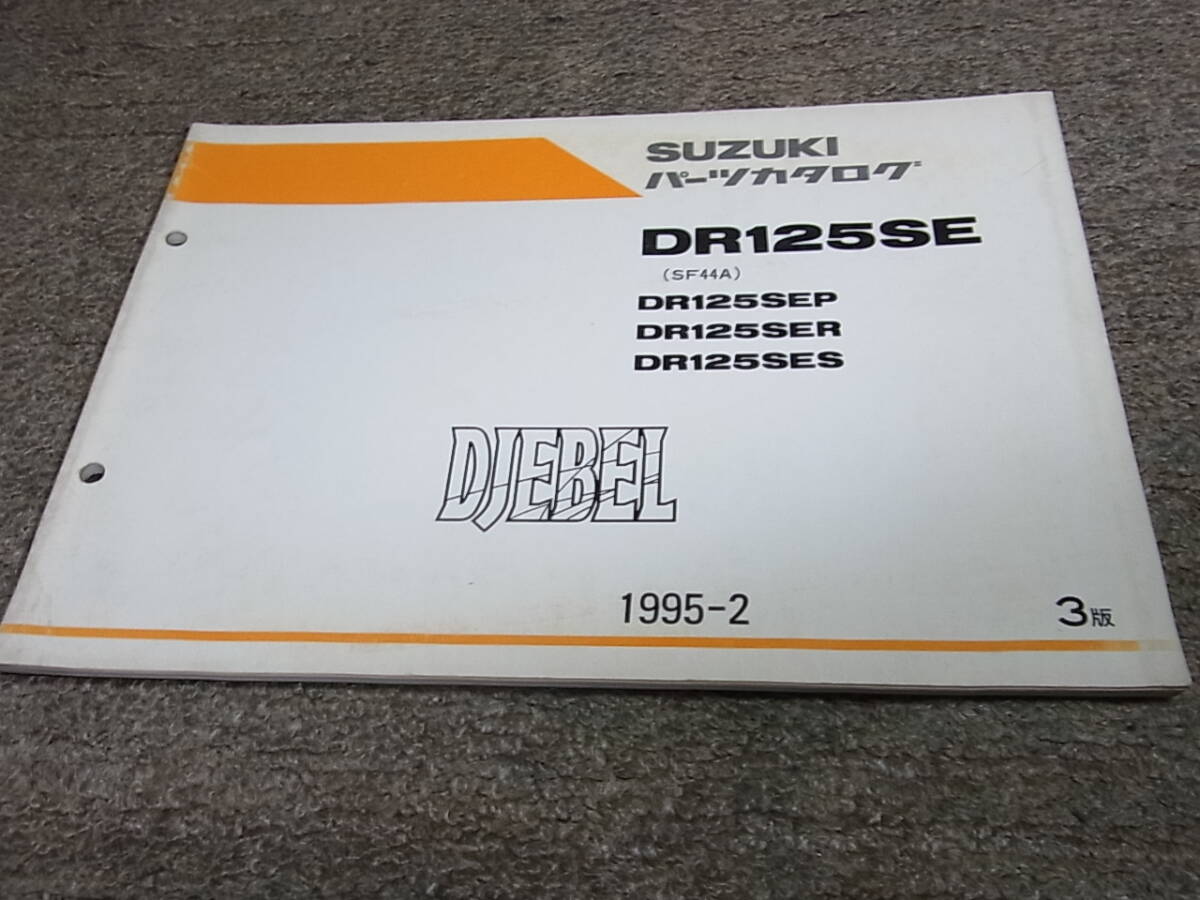 SUZUKI
パーツカタログ
DR125SE
(SF44A)
DR125SEP
DR125SER
DR125SES
DJEBEL
1995-2
3版